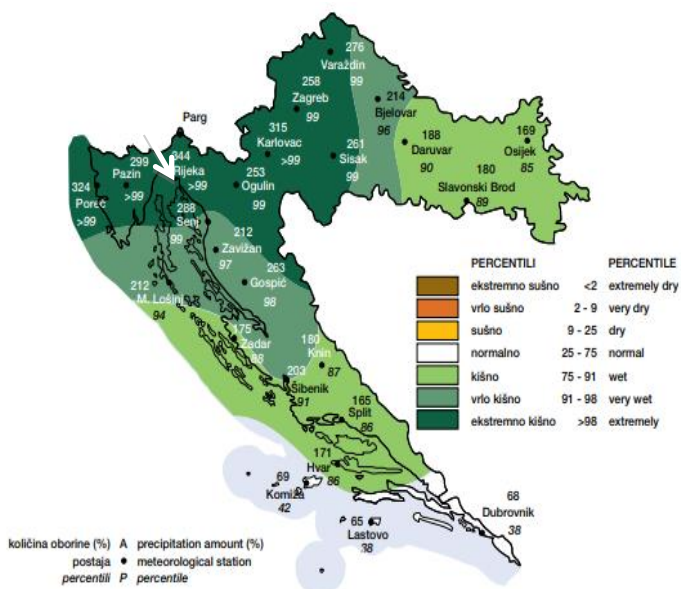 276
Varaždin
99
258
Zagreb
99
214
Bjelovar
96
Parg
315
Karlovac
>99
261
Sisak
99
188
Daruvar
90
169
Osijek
85
180
Slavonski Brod
89
299
Pazin
>99
344
Rijeka
>99
253
Ogulin
99
324
Poreč
>99
288
Senj
99
212
Zavižan
97
263
Gospić
98
212
M. Lošinj
94
175
Zadar
88
180
Knin
87
203
Šibenik
91
165
Split
86
171
Hvar
86
69
Komiža
42
65
Lastovo
38
68
Dubrovnik
38
PERCENTILI PERCENTILE
ekstremno sušno <2 extremely dry
vrlo sušno 2 - 9 very dry
sušno 9 - 25 dry
normalno 25 - 75 normal
kišno 75 - 91 wet
vrlo kišno 91 - 98 very wet
ekstremno kišno >98 extremely
količina oborine (%) A precipitation amount (%)
postaja ● meteorological station
percentili P percentile